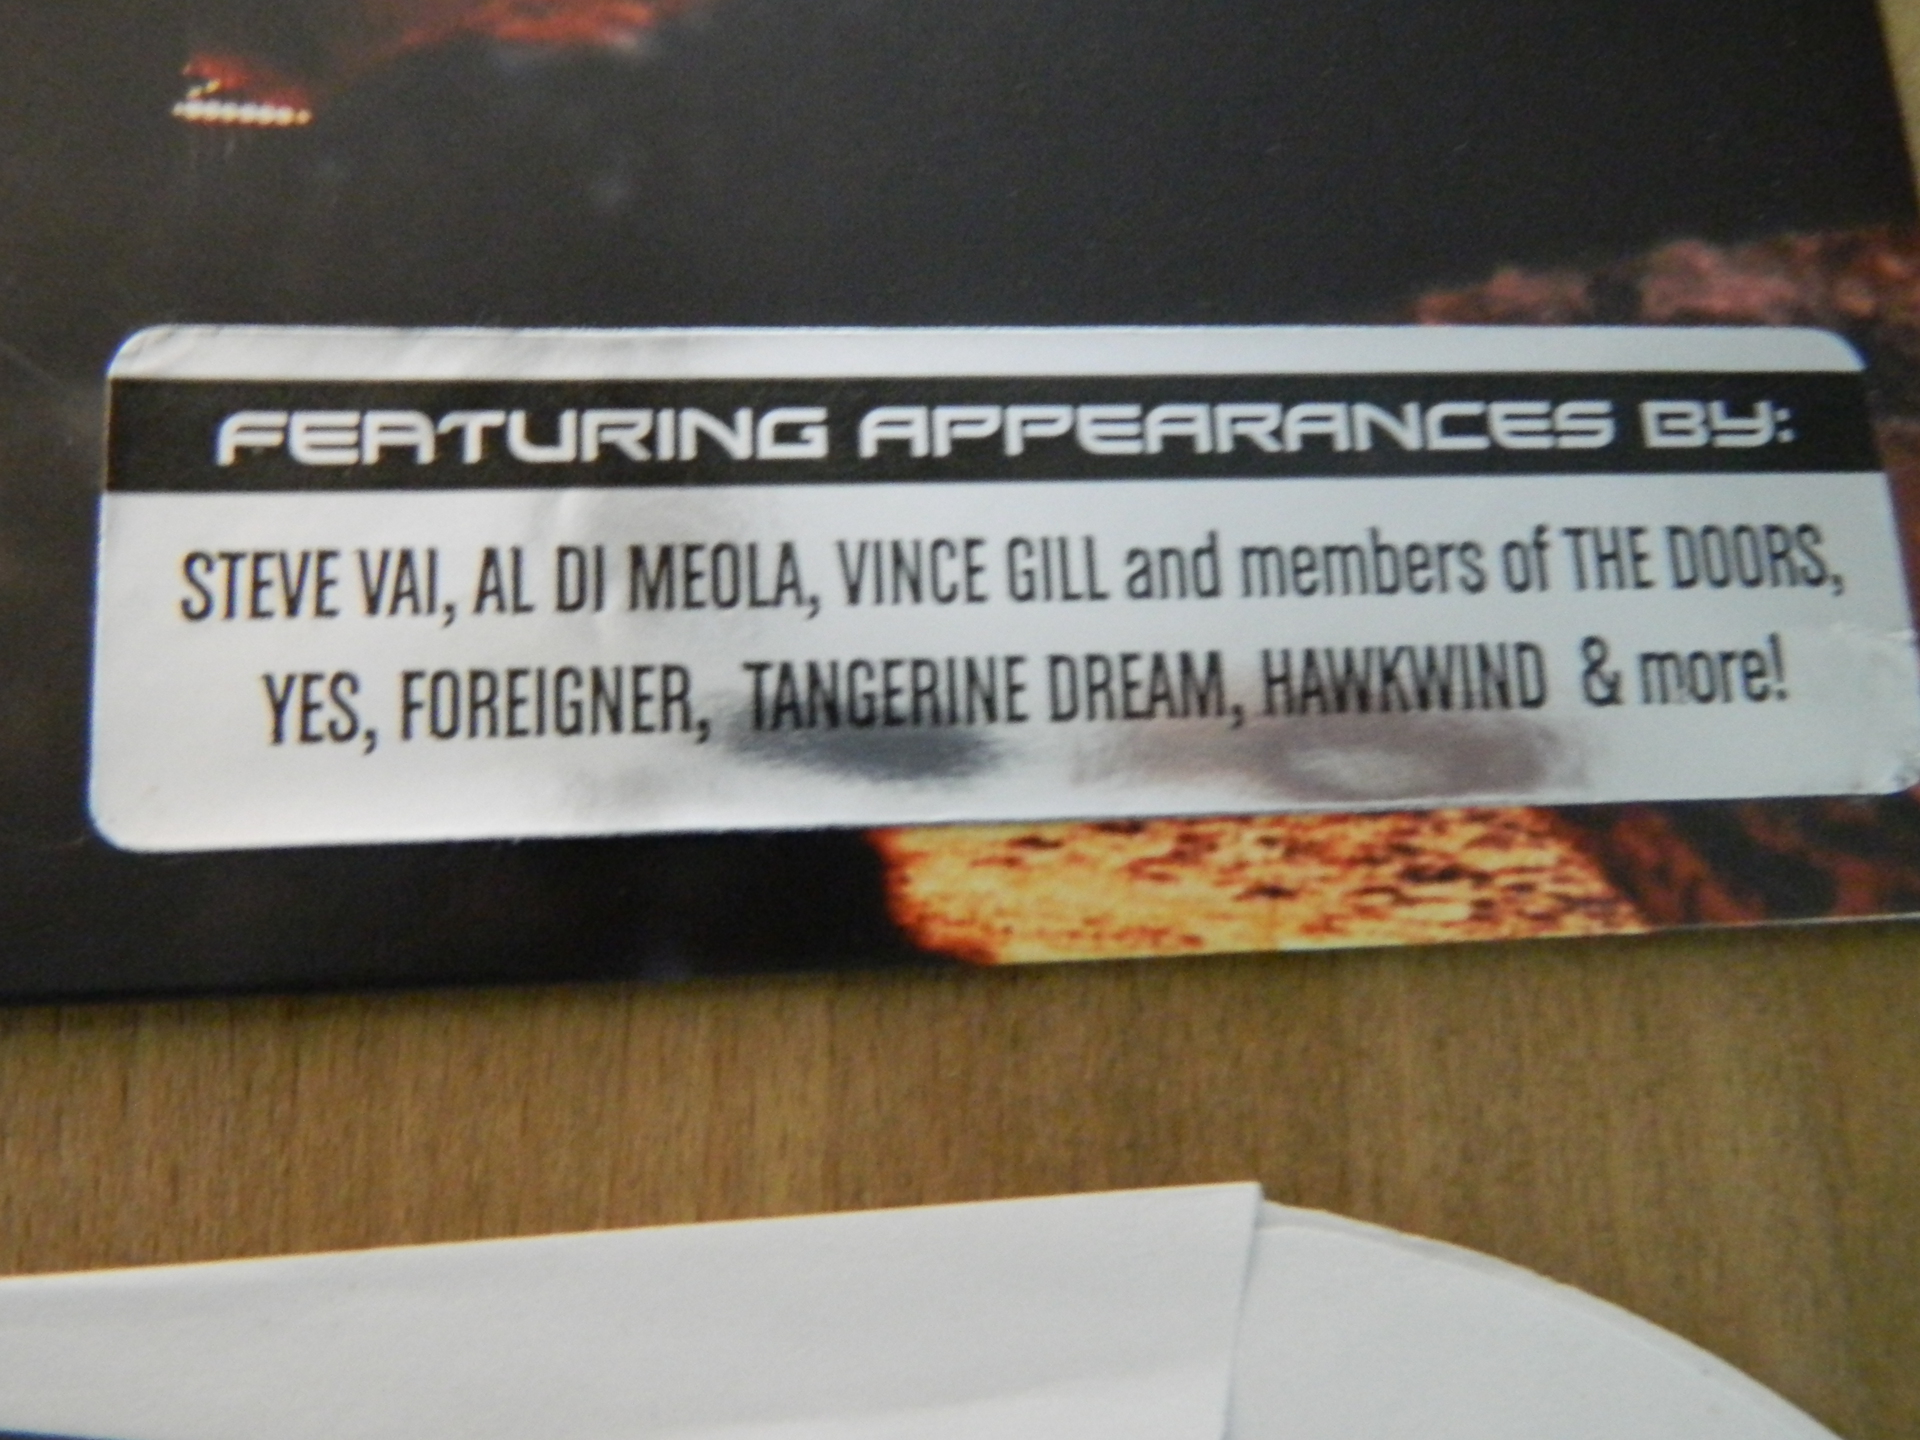 FEATURING APPEARANCES BY:
STEVE VAI, AL DI MEOLA, VINCE GILL and members of THE DOORS,
YES, FOREIGNER, TANGERINE DREAM, HAWKWIND & more!